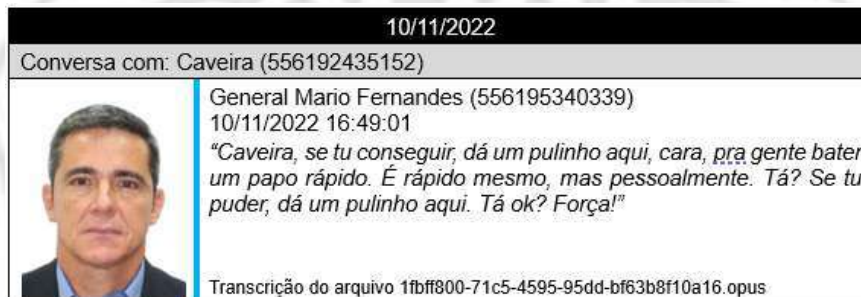 10/11/2022
Conversa com: Caveira (556192435152)
General Mario Fernandes (556195340339)
10/11/2022 16:49:01
“Caveira, se tu conseguir, dá um pulinho aqui, cara, pra gente bater
um papo rápido. É rápido mesmo, mas pessoalmente. Tá? Se tu
puder, dá um pulinho aqui. Tá ok? Força!”
Transcrição do arquivo 1fbff800-71c5-4595-95dd-bf63b8f10a16.opus